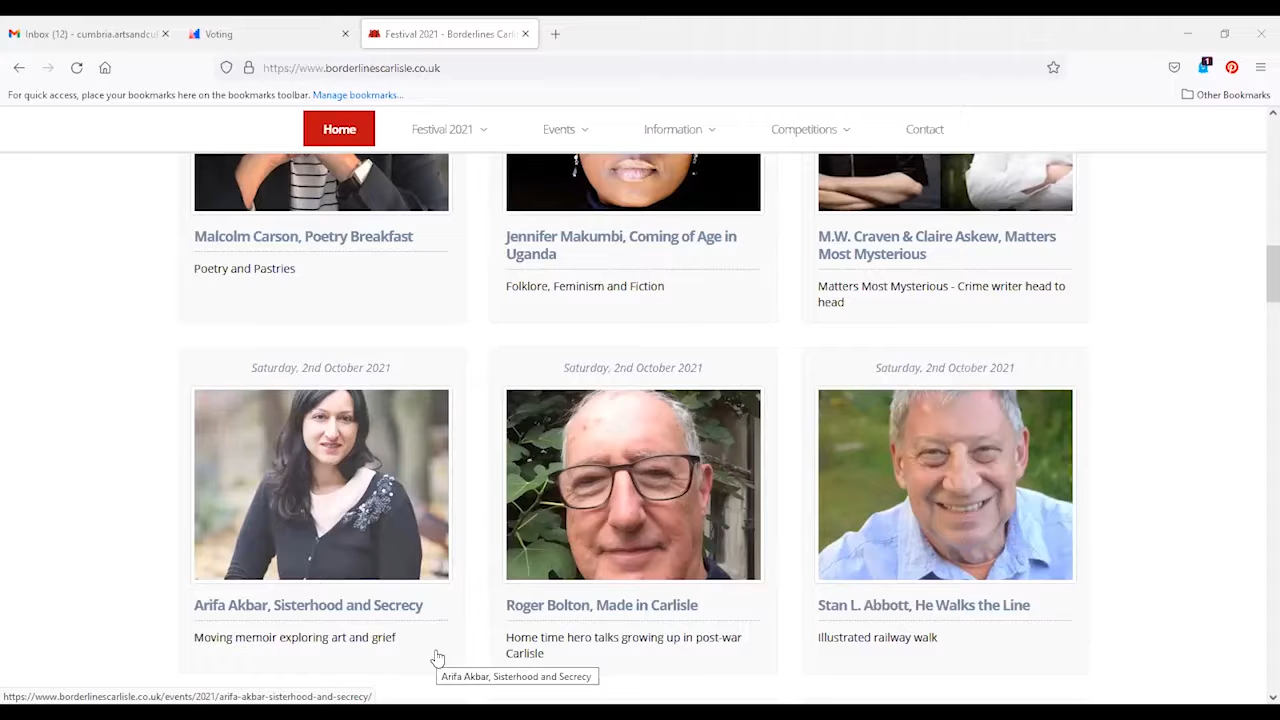 Inbox (12) - cumbria.artsandcul
Voting
Festival 2021 - Borderlines Carli
https://www.borderlinescarlisle.co.uk
1
For quick access, place your bookmarks here on the bookmarks toolbar. Manage bookmarks...
Other Bookmarks
Home
Festival 2021
Events
Information
Competitions
Contact
Malcolm Carson, Poetry Breakfast
Poetry and Pastries
Jennifer Makumbi, Coming of Age in
Uganda
Folklore, Feminism and Fiction
M.W. Craven & Claire Askew, Matters
Most Mysterious
Matters Most Mysterious - Crime writer head to
head
Saturday, 2nd October 2021
Arifa Akbar, Sisterhood and Secrecy
Moving memoir exploring art and grief
Saturday, 2nd October 2021
Roger Bolton, Made in Carlisle
Home time hero talks growing up in post-war
Carlisle
Saturday, 2nd October 2021
Stan L. Abbott, He Walks the Line
Illustrated railway walk
Arifa Akbar, Sisterhood and Secrecy
https://www.borderlinescarlisle.co.uk/events/2021/arifa-akbar-sisterhood-and-secrecy/